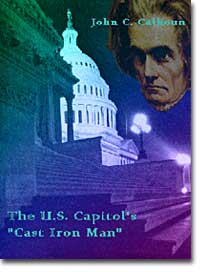 John C. Calhoun
The U.S. Capitol's
"Cast Iron Man"